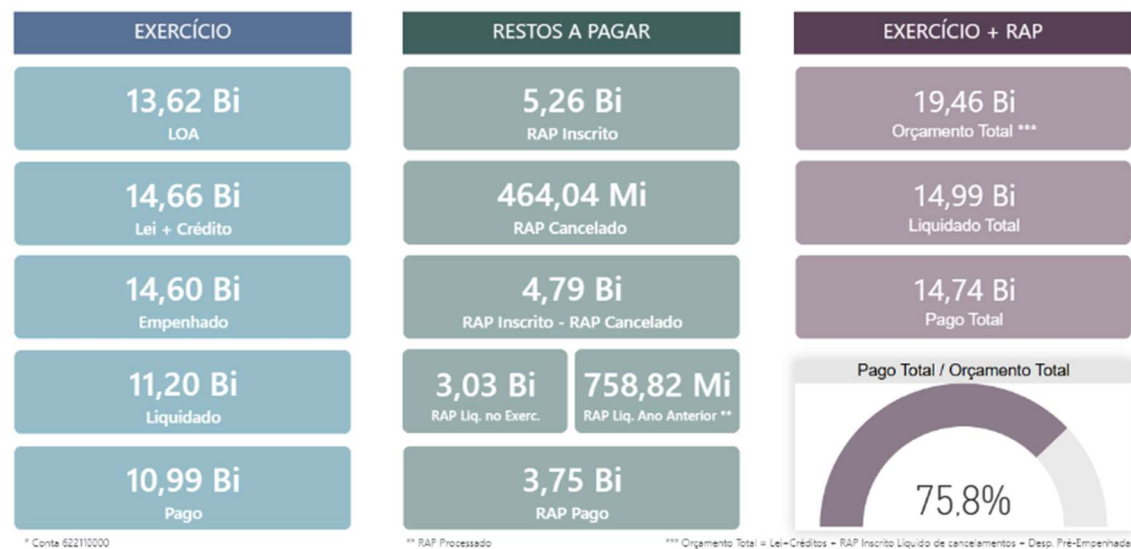 EXERCÍCIO
13,62 Bi
LOA
14,66 Bi
Lei + Crédito
14,60 Bi
Empenhado
11,20 Bi
Liquidado
10,99 Bi
Pago
* Conta 622110000
RESTOS A PAGAR
5,26 Bi
RAP Inscrito
464,04 Mi
RAP Cancelado
4,79 Bi
RAP Inscrito - RAP Cancelado
3,03 Bi
RAP Liq. no Exerc.
758,82 Mi
RAP Liq. Ano Anterior **
3,75 Bi
RAP Pago
** RAP Processado
EXERCÍCIO + RAP
19,46 Bi
Orçamento Total ***
14,99 Bi
Liquidado Total
14,74 Bi
Pago Total
Pago Total / Orçamento Total
75,8%
*** Orçamento Total = Lei+Créditos + RAP Inscrito Líquido de cancelamentos + Desp. Pré-Empenhada